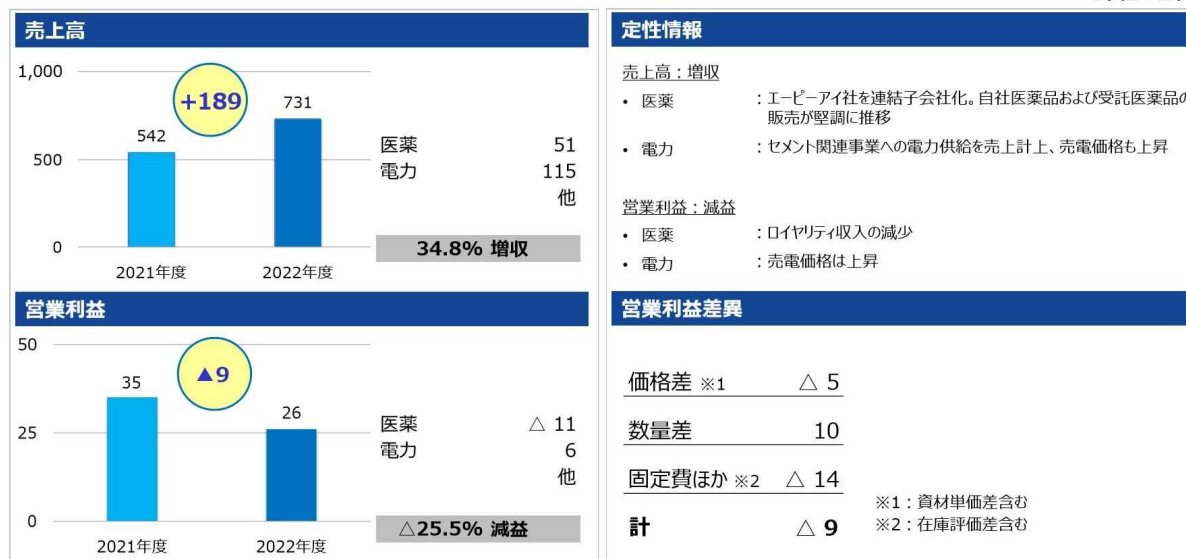 売上高
1,000
500
0
+189
542
731
2021年度
2022年度
医薬 51
電力 115
他
34.8% 増収
営業利益
50
25
0
▲9
35
26
2021年度
2022年度
医薬 △ 11
電力 6
他
△25.5% 減益
定性情報
売上高:増収
• 医薬 :エーピーアイ社を連結子会社化。自社医薬品および受託医薬品の
販売が堅調に推移
• 電力 :セメント関連事業への電力供給を売上計上、売電価格も上昇
営業利益:減益
• 医薬 :ロイヤリティ収入の減少
• 電力 :売電価格は上昇
営業利益差異
価格差 ※1 △ 5
数量差 10
固定費ほか ※2 △ 14
計 △ 9
※1:資材単価差含む
※2:在庫評価差含む